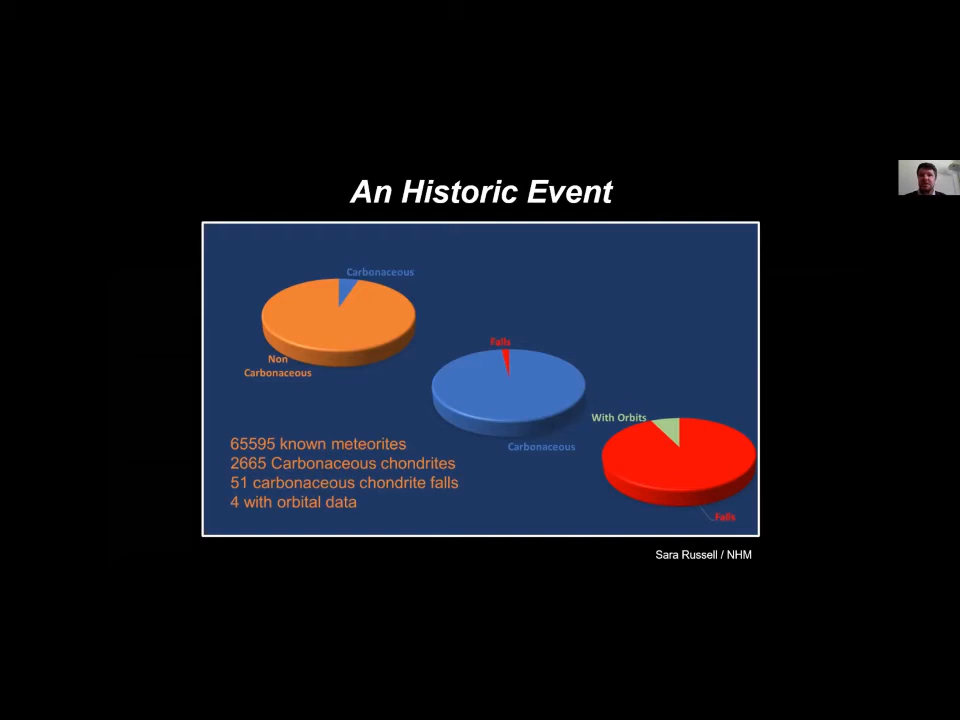 An Historic Event
Carbonaceous
Non
Carbonaceous
Falls
Carbonaceous
With Orbits
Falls
65595 known meteorites
2665 Carbonaceous chondrites
51 carbonaceous chondrite falls
4 with orbital data
Sara Russell / NHM